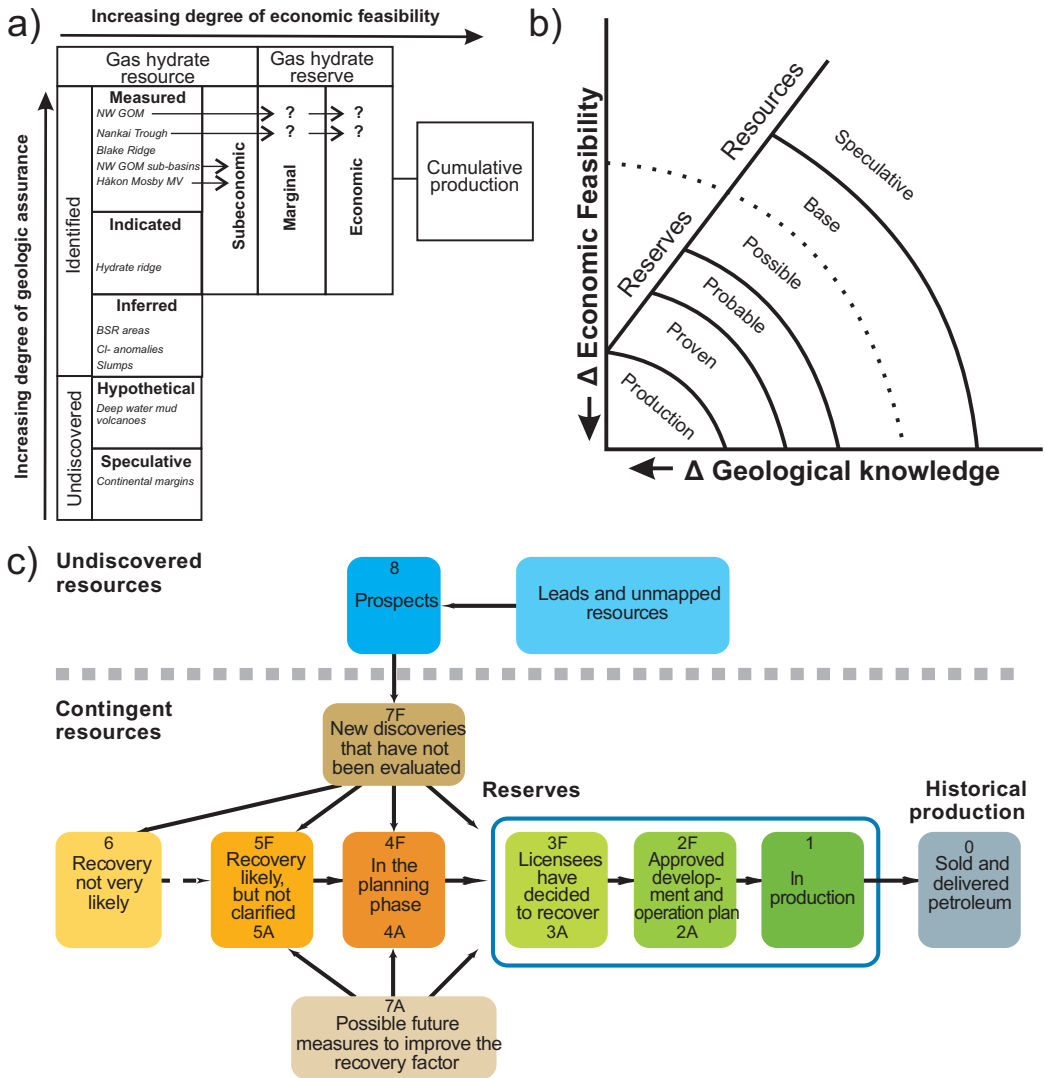 a)
Increasing degree of economic feasibility
Gas hydrate
resource
Gas hydrate
reserve
Increasing degree of geologic assurance
Identified
Undiscovered
Measured
NW GOM
Nankai Trough
Blake Ridge
NW GOM sub-basins
Håkon Mosby MV
? ?
? ?
Subeconomic
Marginal
Economic
Cumulative
production
Indicated
Hydrate ridge
Inferred
BSR areas
Cl- anomalies
Slumps
Hypothetical
Deep water mud
volcanoes
Speculative
Continental margins
b)
Δ Economic Feasibility
Δ Geological knowledge
Reserves
Resources
Speculative
Base
Possible
Probable
Proven
Production
c)
Undiscovered
resources
8
Prospects
Leads and unmapped
resources
Contingent
resources
7F
New discoveries
that have not
been evaluated
Reserves
Historical
production
6
Recovery
not very
likely
5F
Recovery
likely,
but not
clarified
5A
4F
In the
planning
phase
4A
3F
Licensees
have
decided
to recover
3A
2F
Approved
develop-
ment and
operation plan
2A
1
In
production
0
Sold and
delivered
petroleum
7A
Possible future
measures to improve the
recovery factor